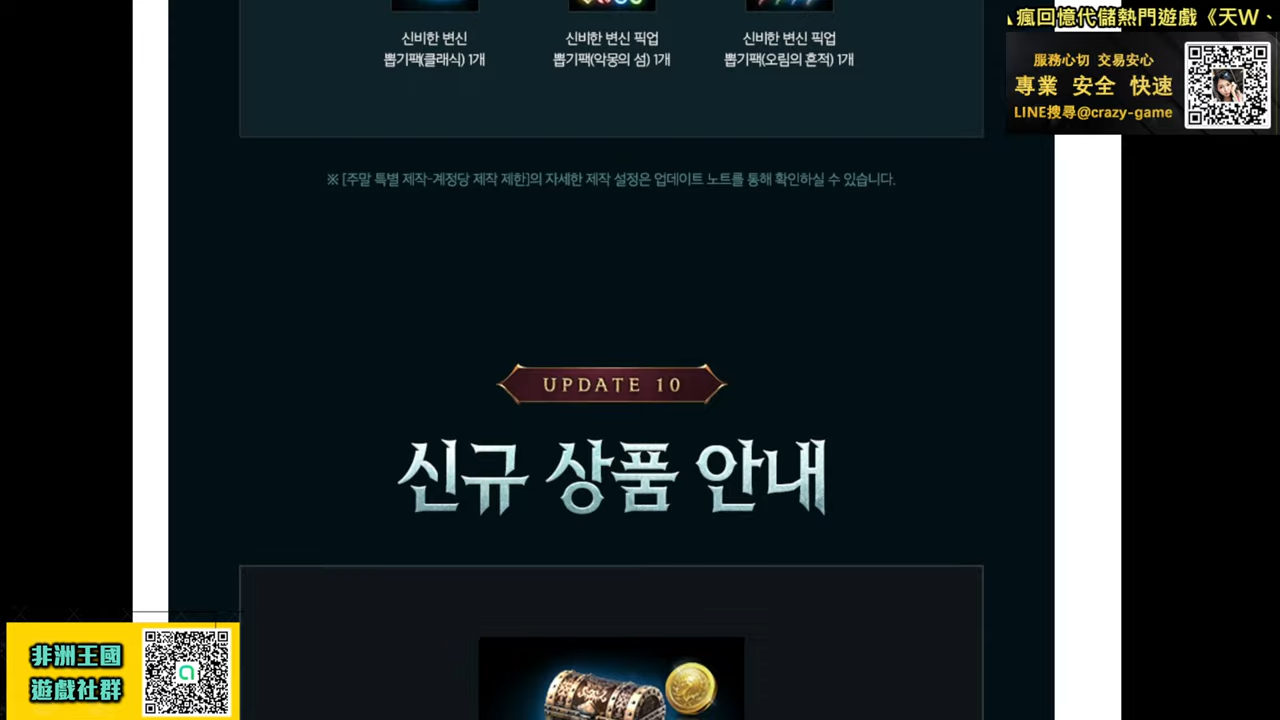 신비한 변신
뽑기팩(클래식) 1개
신비한 변신 픽업
뽑기팩(악몽의 섬) 1개
신비한 변신 픽업
뽑기팩(오림의 흔적) 1개
瘋回憶代儲熱門遊戲《天W、
服務心切 交易安心
專業 安全 快速
LINE搜尋@crazy-game
※ [주말 특별 제작-계정당 제작 제한]의 자세한 제작 설정은 업데이트 노트를 통해 확인하실 수 있습니다.
UPDATE 10
신규 상품 안내
非洲王國
遊戲社群